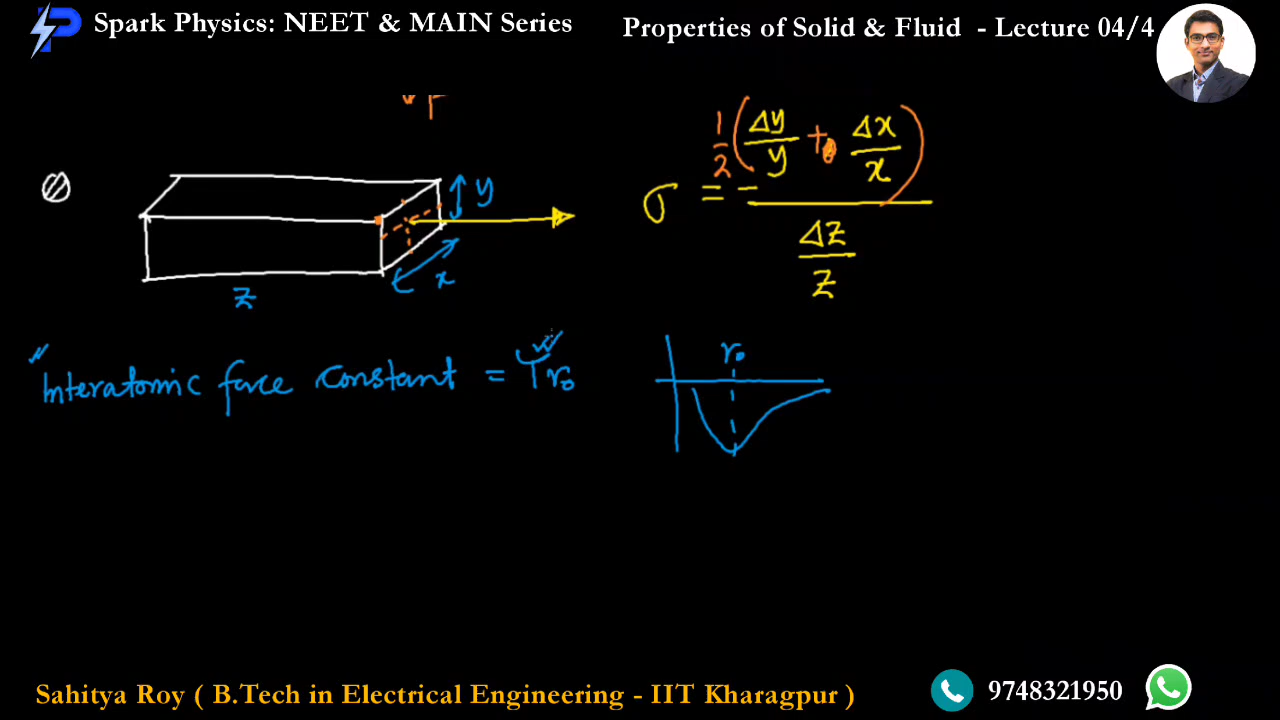 Spark Physics: NEET & MAIN Series
Properties of Solid & Fluid - Lecture 04/4
y
x
z
σ = - 1/2 (Δy/y + Δx/x) / Δz/z
Interatomic force constant = Yr₀
r₀
Sahitya Roy ( B.Tech in Electrical Engineering - IIT Kharagpur )
9748321950